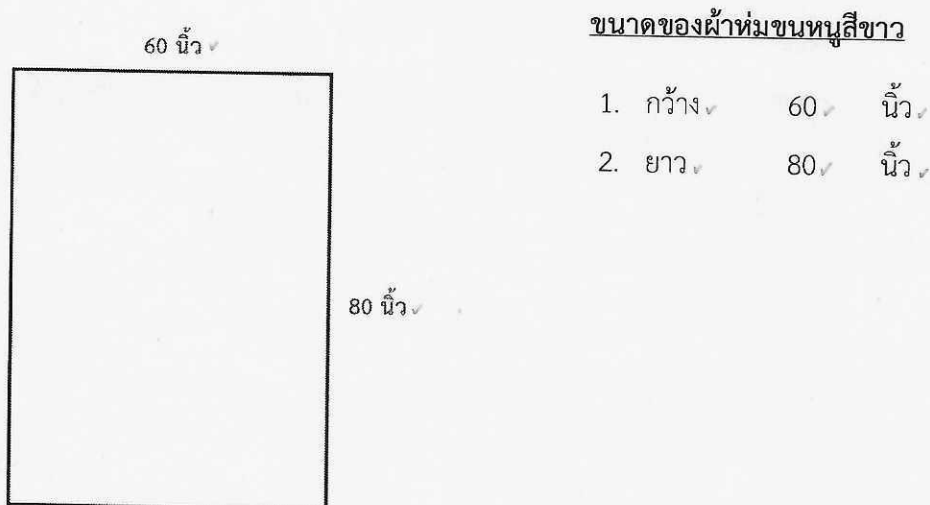 ขนาดของผ้าห่มขนหนูสีขาว
60 นิ้ว
1. กว้าง 60 นิ้ว
2. ยาว 80 นิ้ว
80 นิ้ว